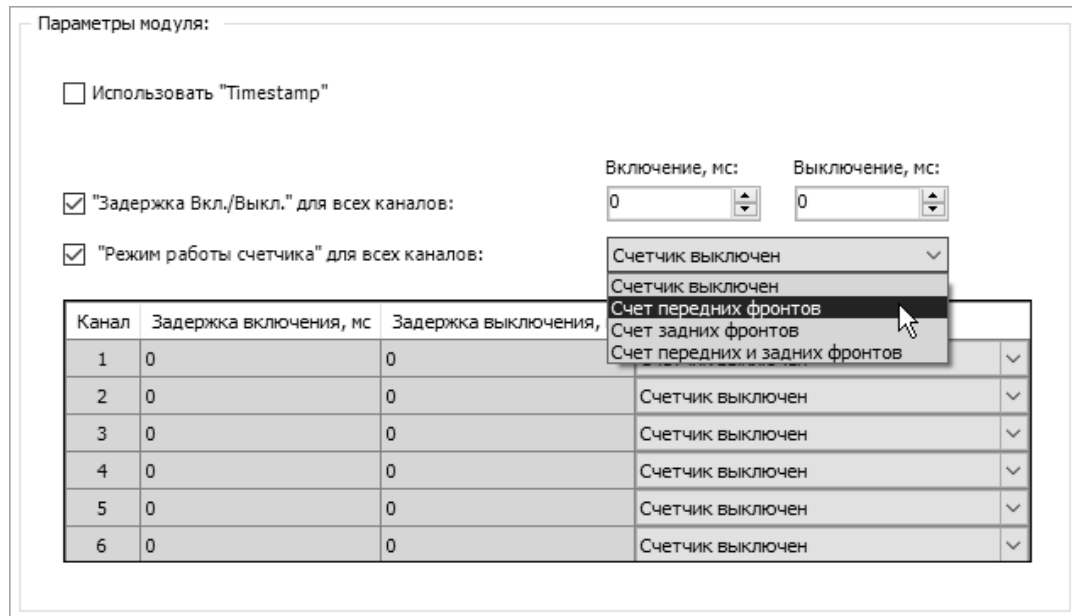 Параметры модуля:
Использовать "Timestamp"
Включение, мс: Выключение, мс:
"Задержка Вкл./Выкл." для всех каналов: 0 0
"Режим работы счетчика" для всех каналов: Счетчик выключен
Счетчик выключен
Счет передних фронтов
Счет задних фронтов
Счет передних и задних фронтов
Канал Задержка включения, мс Задержка выключения,
1 0 0
2 0 0 Счетчик выключен
3 0 0 Счетчик выключен
4 0 0 Счетчик выключен
5 0 0 Счетчик выключен
6 0 0 Счетчик выключен